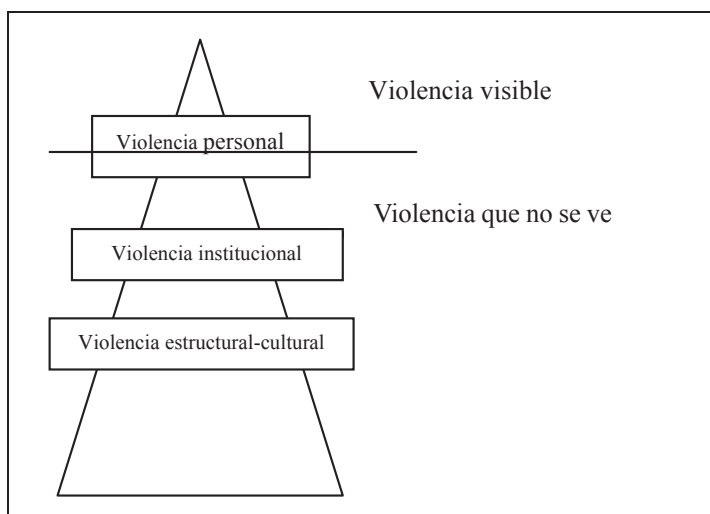 Violencia visible
Violencia personal
Violencia que no se ve
Violencia institucional
Violencia estructural-cultural